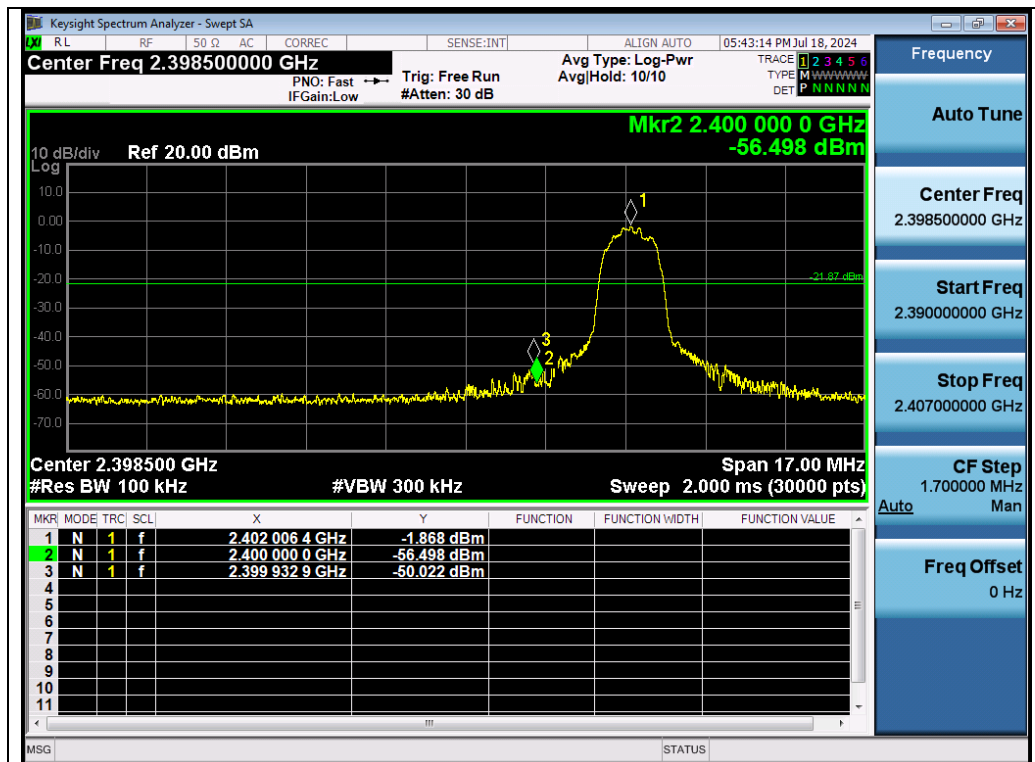 Keysight Spectrum Analyzer - Swept SA
LXI RL RF 50 Ω AC CORREC SENSE:INT ALIGN AUTO 05:43:14 PM Jul 18, 2024
Center Freq 2.398500000 GHz
PNO: Fast
IFGain:Low
Trig: Free Run
#Atten: 30 dB
Avg Type: Log-Pwr
Avg|Hold: 10/10
TRACE 1 2 3 4 5 6
TYPE M WWWWW
DET P N N N N N
Mkr2 2.400 000 0 GHz
-56.498 dBm
10 dB/div Ref 20.00 dBm
Log
10.0
0.00
-10.0
-20.0
-30.0
-40.0
-50.0
-60.0
-70.0
1
-21.87 dBm
3
2
Center 2.398500 GHz Span 17.00 MHz
#Res BW 100 kHz #VBW 300 kHz Sweep 2.000 ms (30000 pts)
MKR MODE TRC SCL X Y FUNCTION FUNCTION WIDTH FUNCTION VALUE
1 N 1 f 2.402 006 4 GHz -1.868 dBm
2 N 1 f 2.400 000 0 GHz -56.498 dBm
3 N 1 f 2.399 932 9 GHz -50.022 dBm
4
5
6
7
8
9
10
11
MSG STATUS
Frequency
Auto Tune
Center Freq
2.398500000 GHz
Start Freq
2.390000000 GHz
Stop Freq
2.407000000 GHz
CF Step
1.700000 MHz
Auto Man
Freq Offset
0 Hz